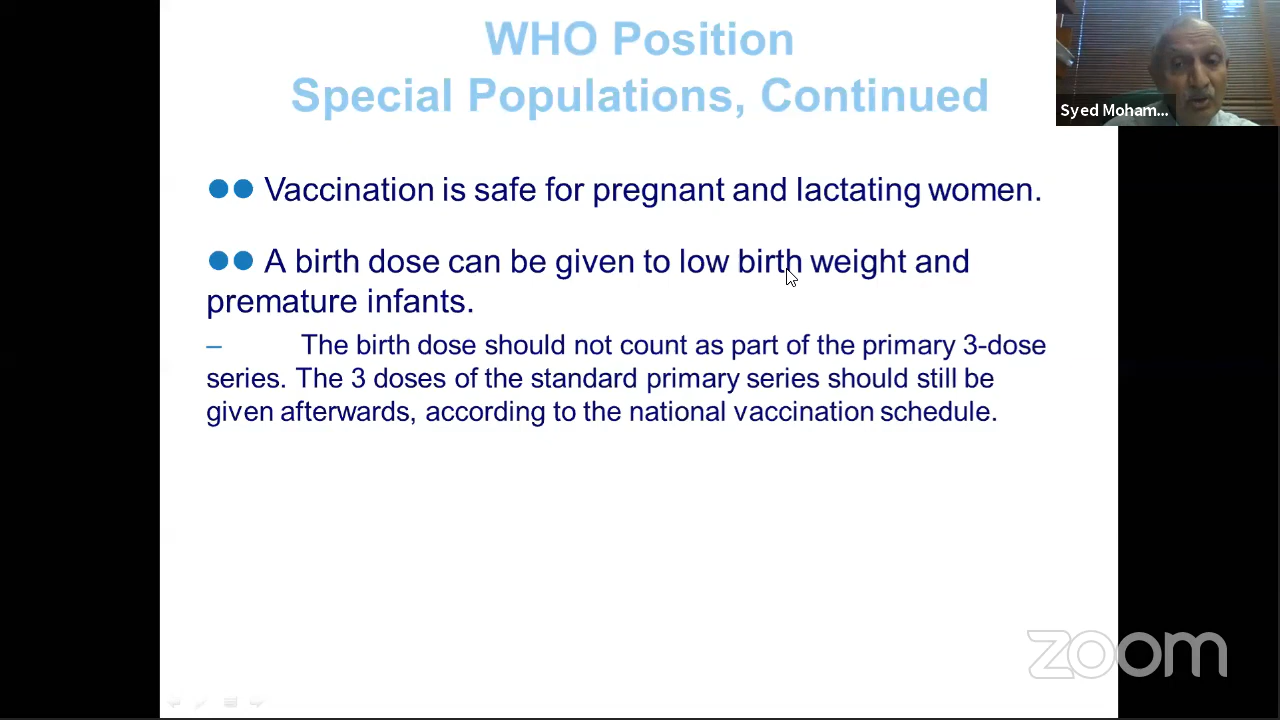 WHO Position
Special Populations, Continued
Syed Moham...
●● Vaccination is safe for pregnant and lactating women.
●● A birth dose can be given to low birth weight and
premature infants.
– The birth dose should not count as part of the primary 3-dose
series. The 3 doses of the standard primary series should still be
given afterwards, according to the national vaccination schedule.
zoom